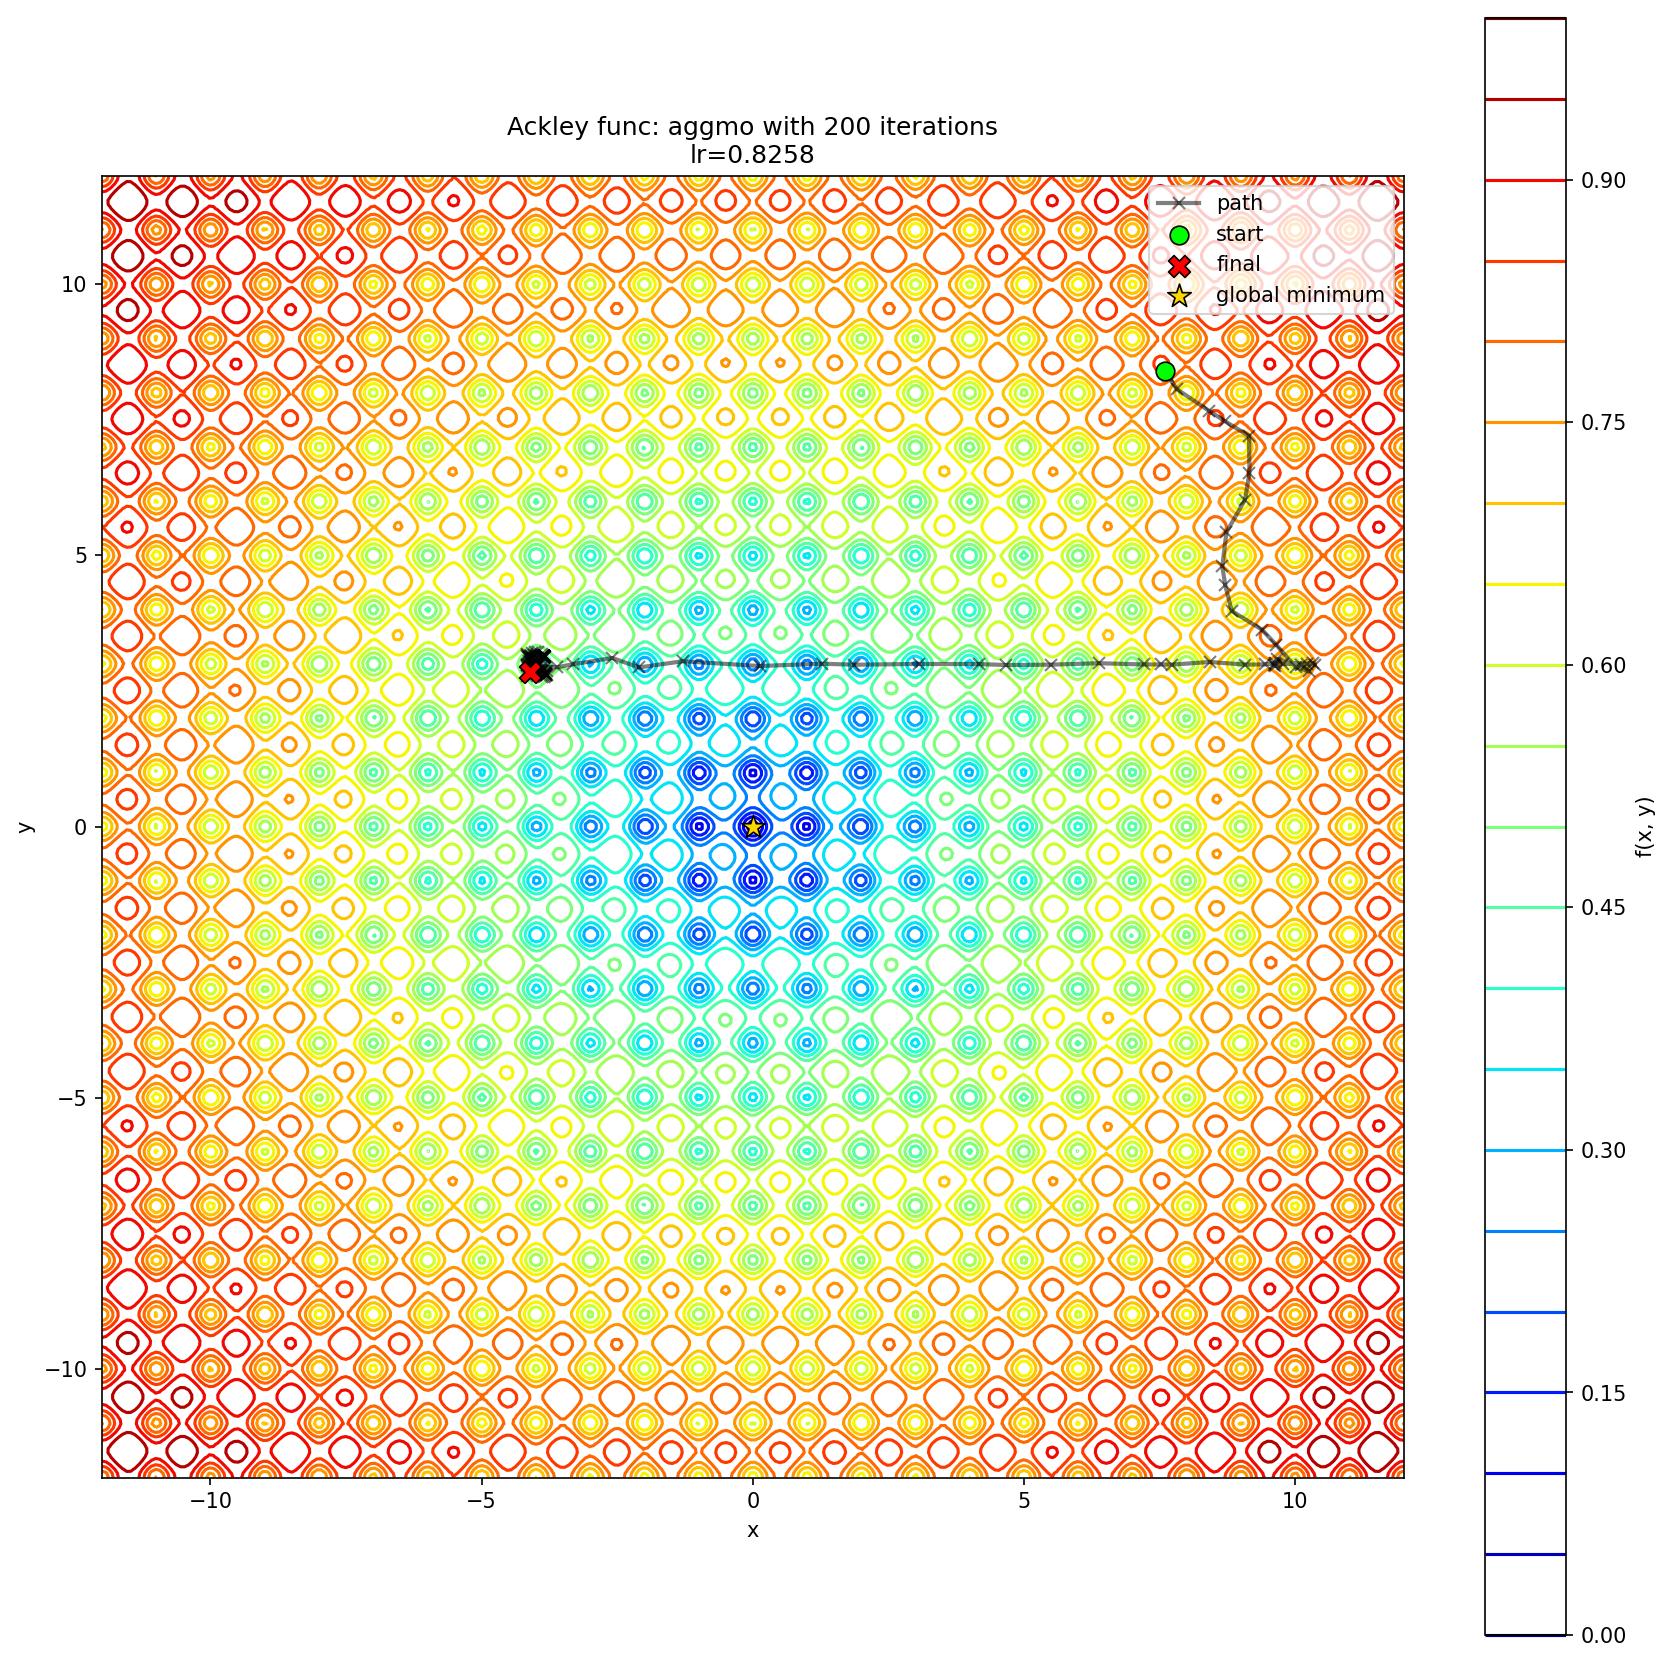 Ackley func: aggmo with 200 iterations
lr=0.8258
path
start
final
global minimum
10
5
0
−5
−10
y
−10
−5
0
5
10
x
0.90
0.75
0.60
0.45
0.30
0.15
0.00
f(x, y)